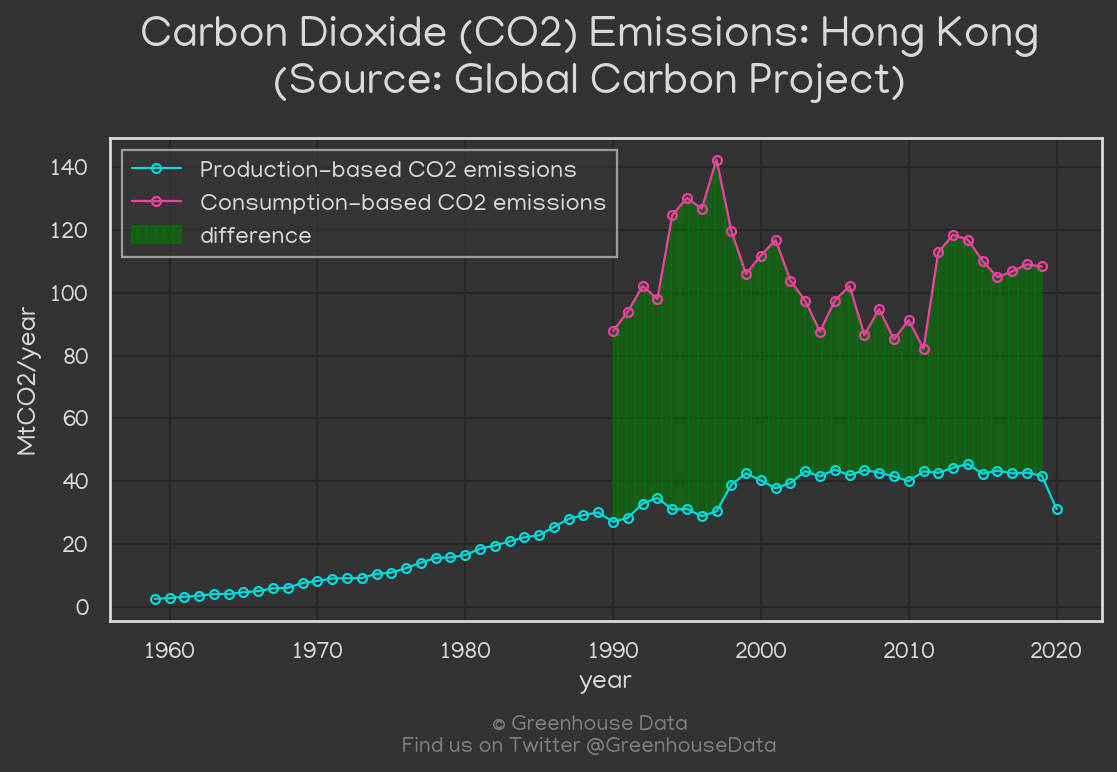 Carbon Dioxide (CO2) Emissions: Hong Kong
(Source: Global Carbon Project)
Production-based CO2 emissions
Consumption-based CO2 emissions
difference
MtCO2/year
140
120
100
80
60
40
20
0
1960 1970 1980 1990 2000 2010 2020
year
© Greenhouse Data
Find us on Twitter @GreenhouseData